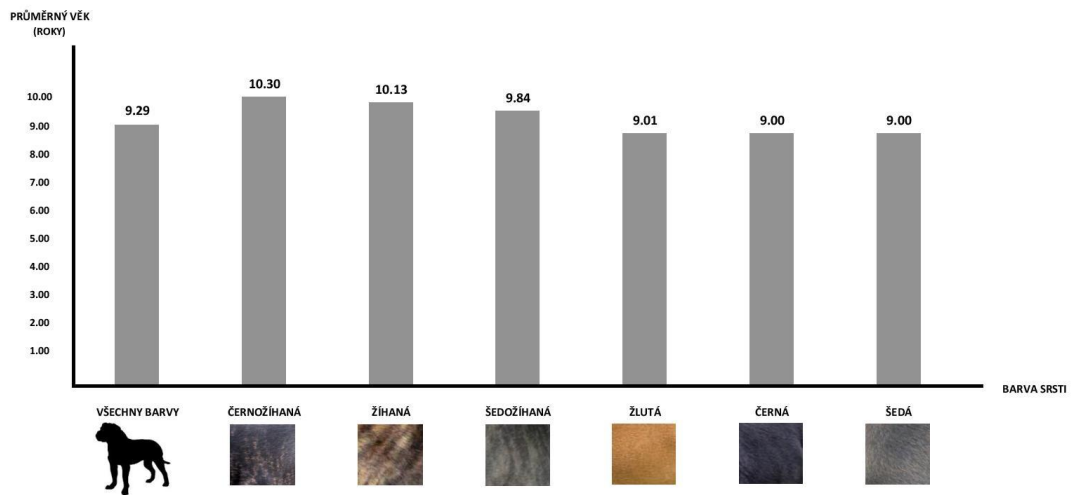 PRŮMĚRNÝ VĚK
(ROKY)
10.00
9.00
8.00
7.00
6.00
5.00
4.00
3.00
2.00
1.00
9.29
10.30
10.13
9.84
9.01
9.00
9.00
BARVA SRSTI
VŠECHNY BARVY
ČERNOŽÍHANÁ
ŽÍHANÁ
ŠEDOŽÍHANÁ
ŽLUTÁ
ČERNÁ
ŠEDÁ